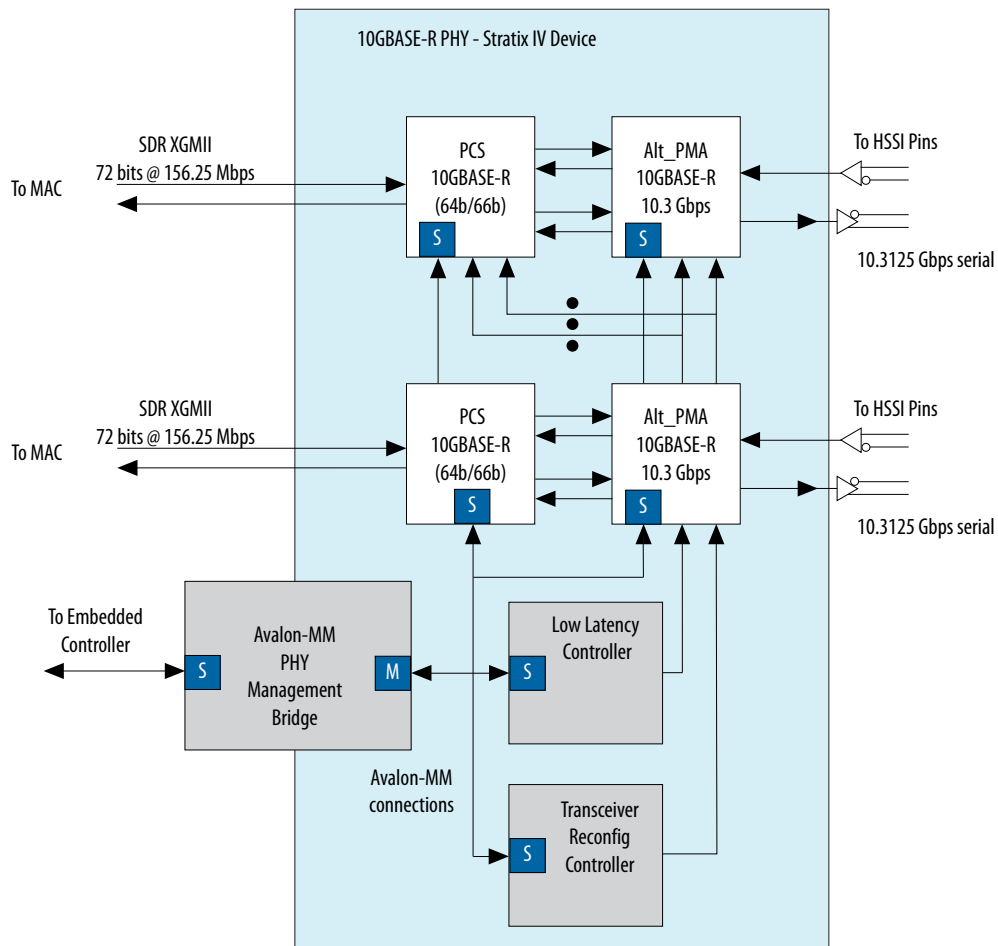 10GBASE-R PHY - Stratix IV Device
SDR XGMII
72 bits @ 156.25 Mbps
To MAC
PCS
10GBASE-R
(64b/66b)
S
Alt_PMA
10GBASE-R
10.3 Gbps
S
To HSSI Pins
10.3125 Gbps serial
SDR XGMII
72 bits @ 156.25 Mbps
To MAC
PCS
10GBASE-R
(64b/66b)
S
Alt_PMA
10GBASE-R
10.3 Gbps
S
To HSSI Pins
10.3125 Gbps serial
To Embedded
Controller
S
Avalon-MM
PHY
Management
Bridge
M
Low Latency
Controller
S
Avalon-MM
connections
Transceiver
Reconfig
Controller
S